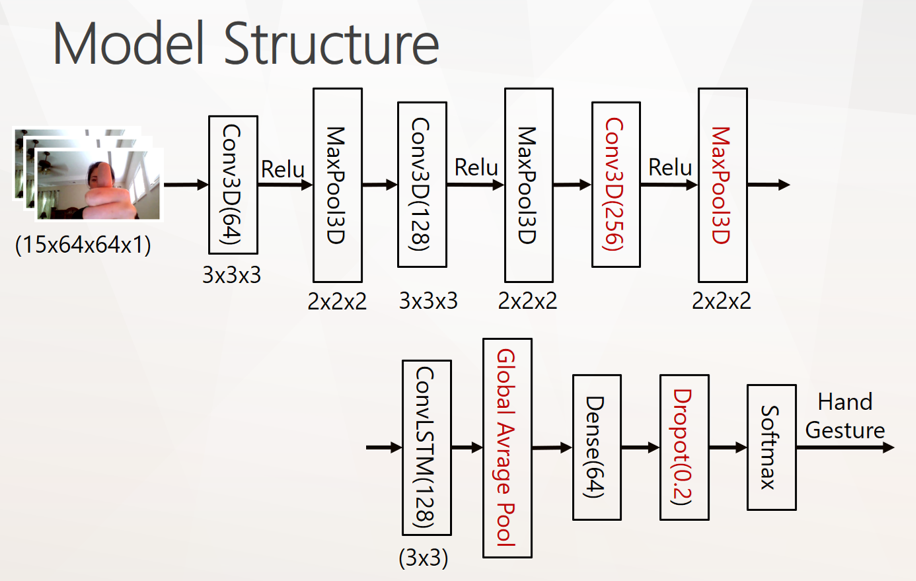 Model Structure
(15x64x64x1)
Conv3D(64)
3x3x3
Relu
MaxPool3D
2x2x2
Conv3D(128)
3x3x3
Relu
MaxPool3D
2x2x2
Conv3D(256)
Relu
MaxPool3D
2x2x2
ConvLSTM(128)
(3x3)
Global Avrage Pool
Dense(64)
Dropot(0.2)
Softmax
Hand
Gesture